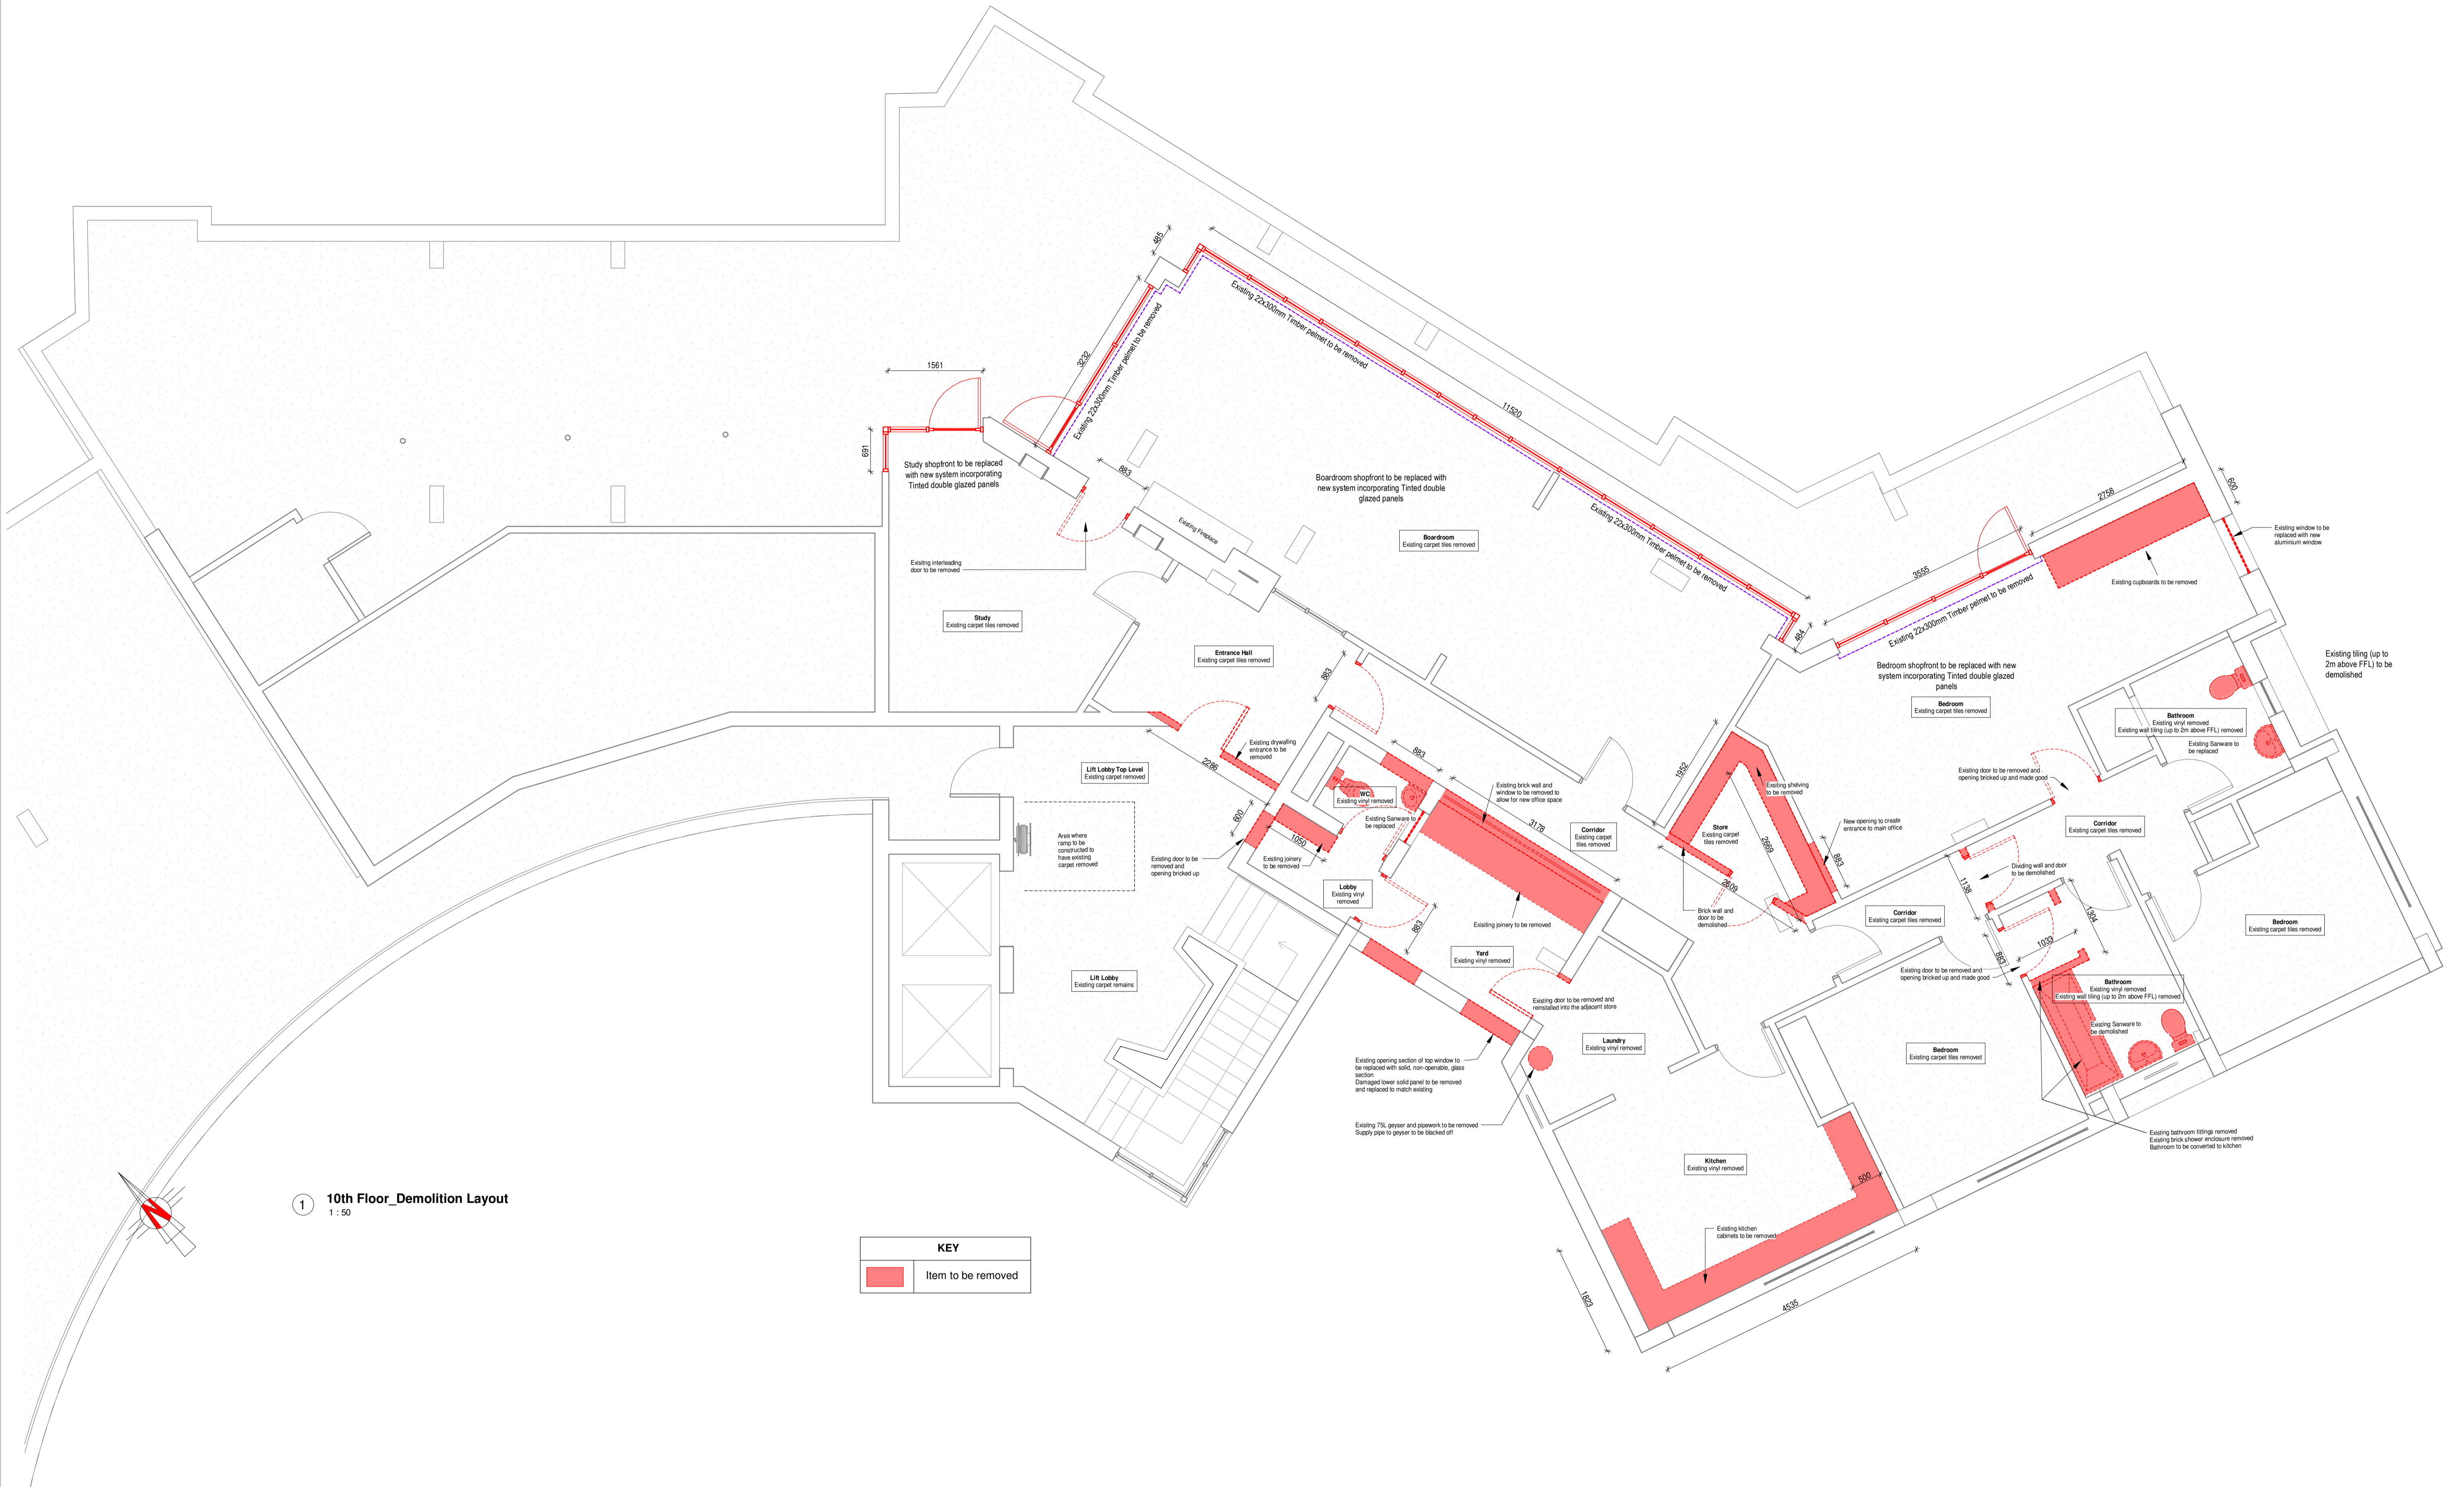 485
3232
Existing 22x300mm Timber pelmet to be removed
Existing 22x300mm Timber pelmet to be removed
11520
1561
691
Study shopfront to be replaced
with new system incorporating
Tinted double glazed panels
883
Existing Fireplace
Boardroom shopfront to be replaced with
new system incorporating Tinted double
glazed panels
Boardroom
Existing carpet tiles removed
Existing 22x300mm Timber pelmet to be removed
2758
600
Existing window to be
replaced with new
aluminium window
3555
Existing cupboards to be removed
Existing 22x300mm Timber pelmet to be removed
484
Exisitng interleading
door to be removed
Study
Existing carpet tiles removed
Entrance Hall
Existing carpet tiles removed
883
Bedroom shopfront to be replaced with new
system incorporating Tinted double glazed
panels
Bedroom
Existing carpet tiles removed
Existing tiling (up to
2m above FFL) to be
demolished
Bathroom
Existing vinyl removed
Existing wall tiling (up to 2m above FFL) removed
Existing Sanware to
be replaced
Existing drywalling
entrance to be
removed
2286
Lift Lobby Top Level
Existing carpet removed
883
1952
Existing brick wall and
window to be removed to
allow for new office space
Exsiting shelving
to be removed
Existing door to be removed and
opening bricked up and made good
WC
Existing vinyl removed
Existing Sanware to
be replaced
600
1050
3178
Area where
ramp to be
constructed to
have existing
carpet removed
Existing door to be
removed and
opening bricked up
Existing joinery
to be removed
Corridor
Existing carpet
tiles removed
Store
Existing carpet
tiles removed
2669
New opening to create
entrance to main office
883
Corridor
Existing carpet tiles removed
Dividing wall and door
to be demolished
1138
Lobby
Existing vinyl
removed
2609
Existing joinery to be removed
Brick wall and
door to be
demolished
883
Corridor
Existing carpet tiles removed
1304
1033
883
Bedroom
Existing carpet tiles removed
Yard
Existing vinyl removed
Existing door to be removed and
opening bricked up and made good
Lift Lobby
Existing carpet remains
Bathroom
Existing vinyl removed
Existing wall tiling (up to 2m above FFL) removed
Existing door to be removed and
reinstalled into the adjacent store
Existing Sanware to
be demolished
Laundry
Existing vinyl removed
Bedroom
Existing carpet tiles removed
Existing opening section of top window to
be replaced with solid, non-openable, glass
section
Damaged lower solid panel to be removed
and replaced to match existing
Exisitng 75L geyser and pipework to be removed
Supply pipe to geyser to be blacked off
Existing bathroom fittings removed
Existing brick shower enclosure removed
Bathroom to be converted to kitchen
Kitchen
Existing vinyl removed
500
Existing kitchen
cabinets to be removed
1823
4535
N
1
10th Floor_Demolition Layout
1 : 50
KEY
Item to be removed